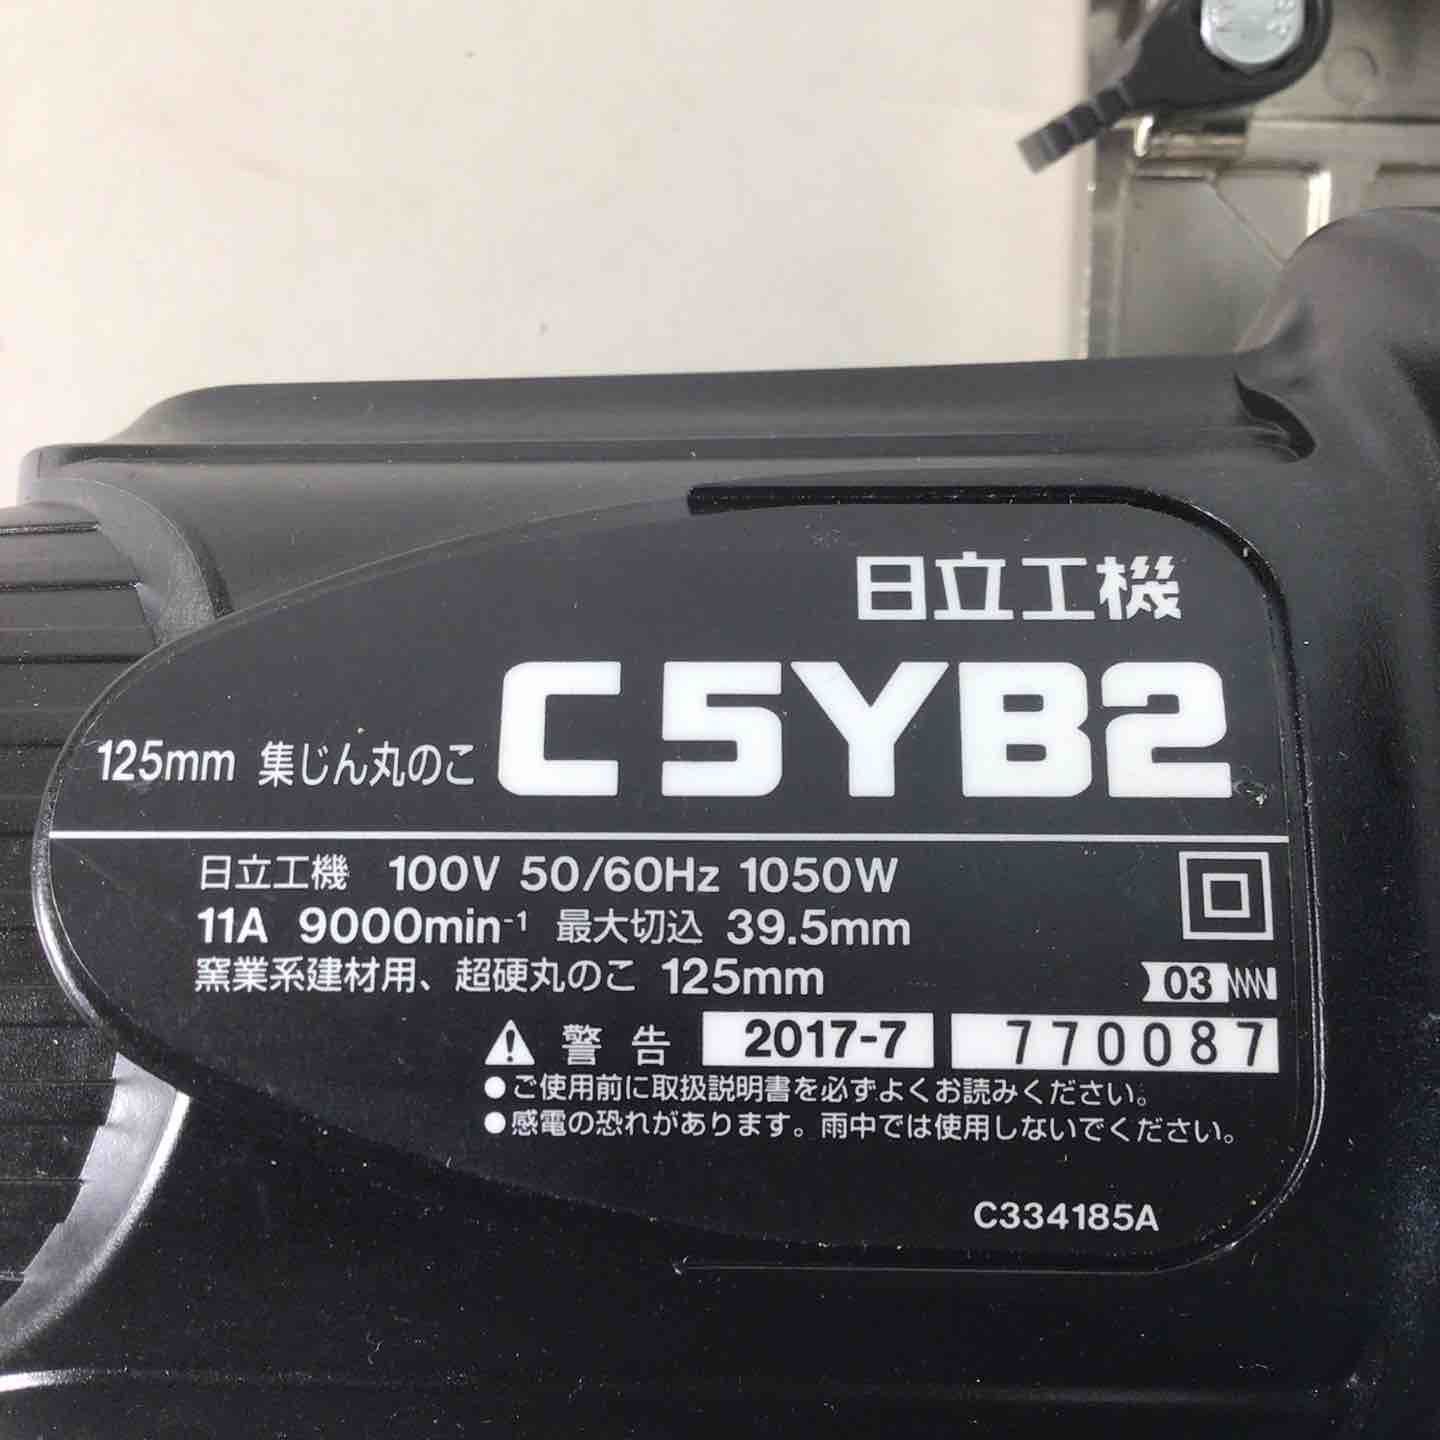 日立工機
125mm 集じん丸のこ C5YB2
日立工機 100V 50/60Hz 1050W
11A 9000min⁻¹ 最大切込 39.5mm
窯業系建材用、超硬丸のこ 125mm
03
警告 2017-7 770087
●ご使用前に取扱説明書を必ずよくお読みください。
●感電の恐れがあります。雨中では使用しないでください。
C334185A